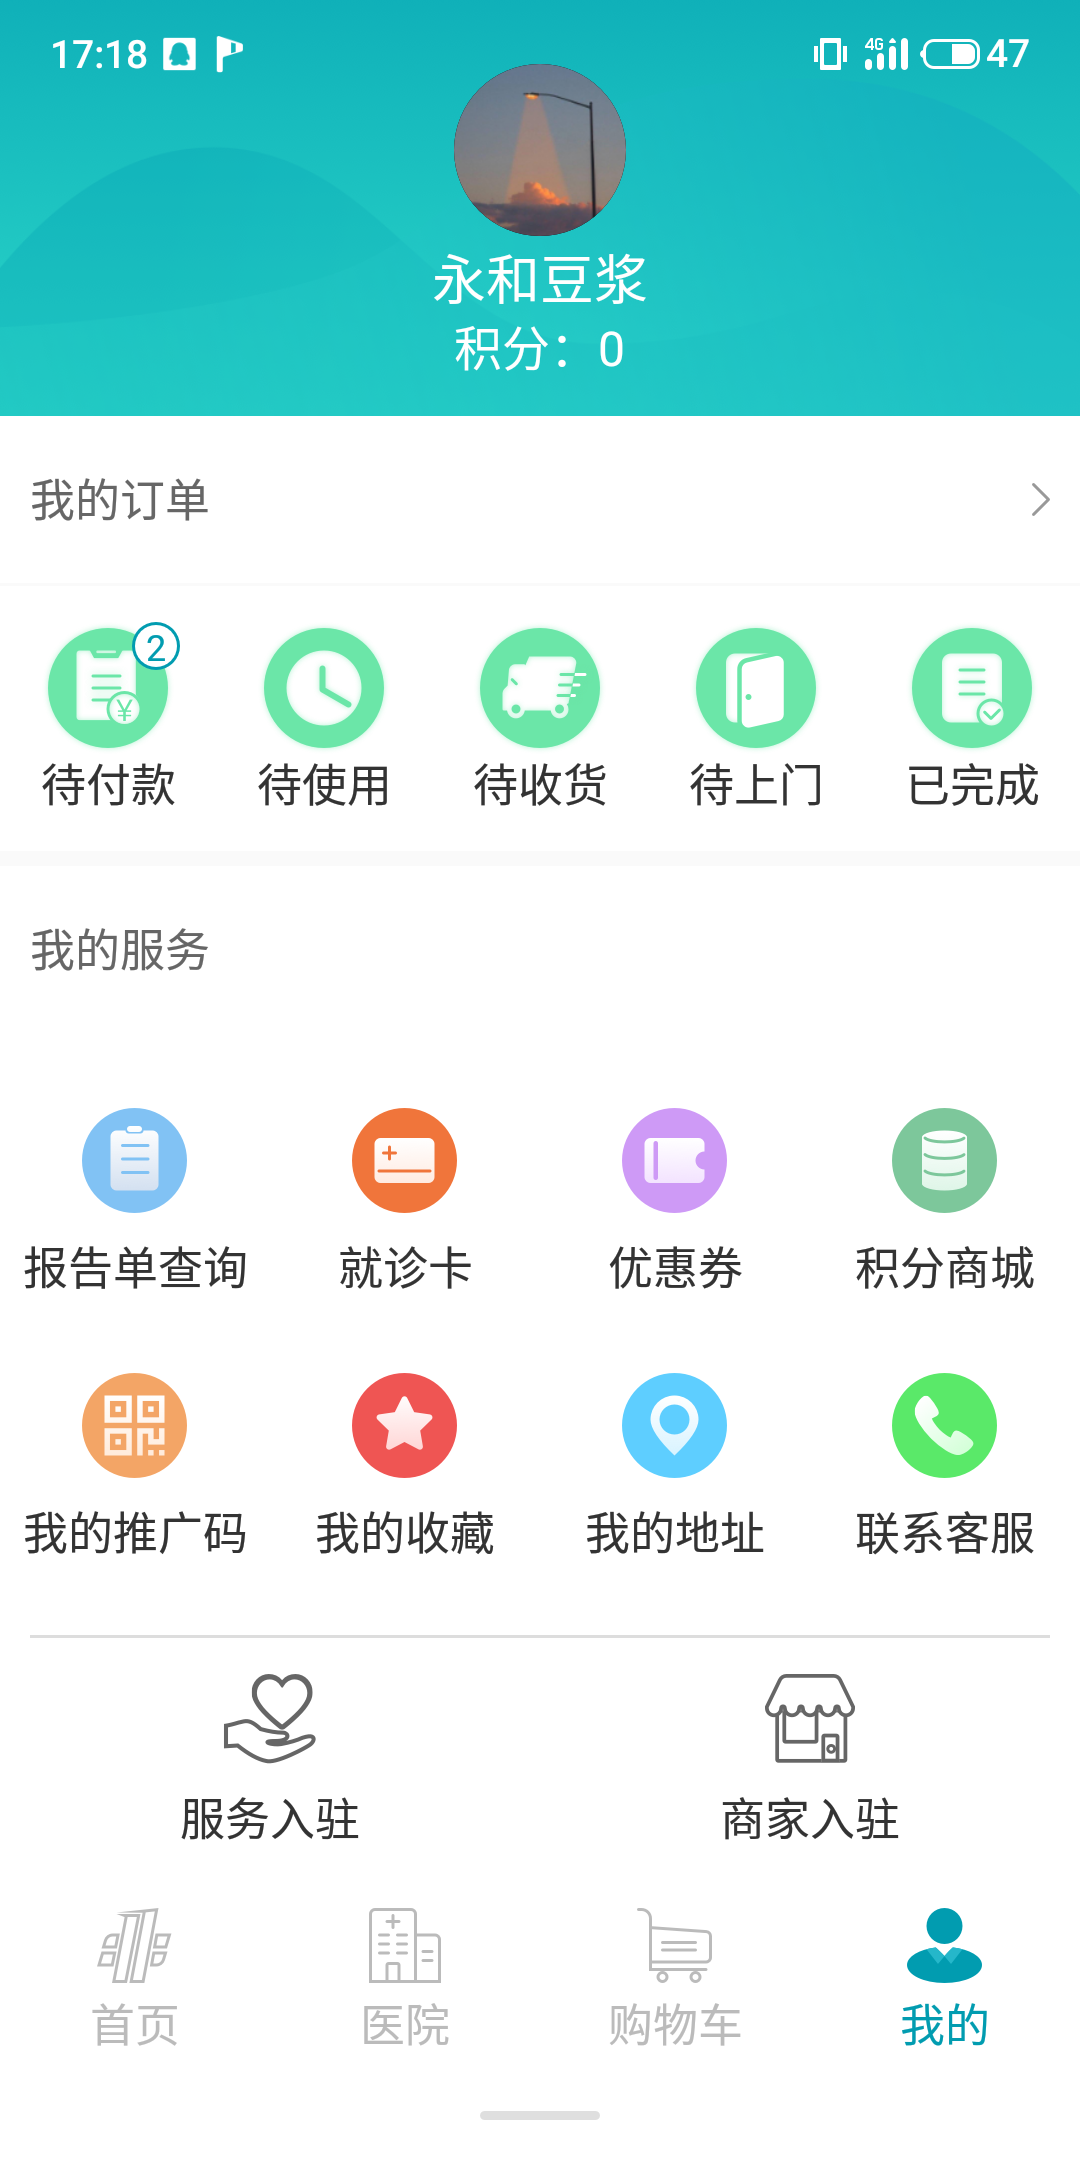 17:18 4G 47
永和豆浆
积分：0
我的订单
2
¥
待付款 待使用 待收货 待上门 已完成
我的服务
报告单查询 就诊卡 优惠券 积分商城
我的推广码 我的收藏 我的地址 联系客服
服务入驻 商家入驻
首页 医院 购物车 我的